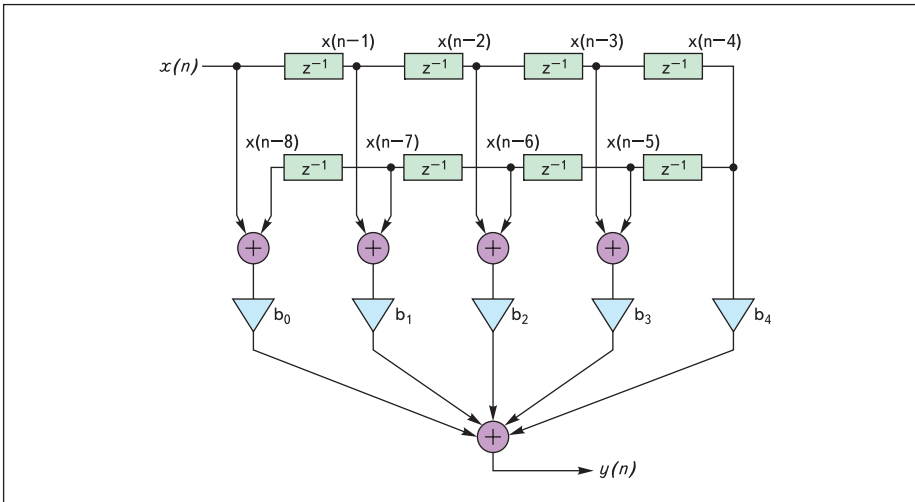 x(n−1) x(n−2) x(n−3) x(n−4)
x(n) z⁻¹ z⁻¹ z⁻¹ z⁻¹
x(n−8) x(n−7) x(n−6) x(n−5)
z⁻¹ z⁻¹ z⁻¹ z⁻¹
+ + + +
b₀ b₁ b₂ b₃ b₄
+
y(n)